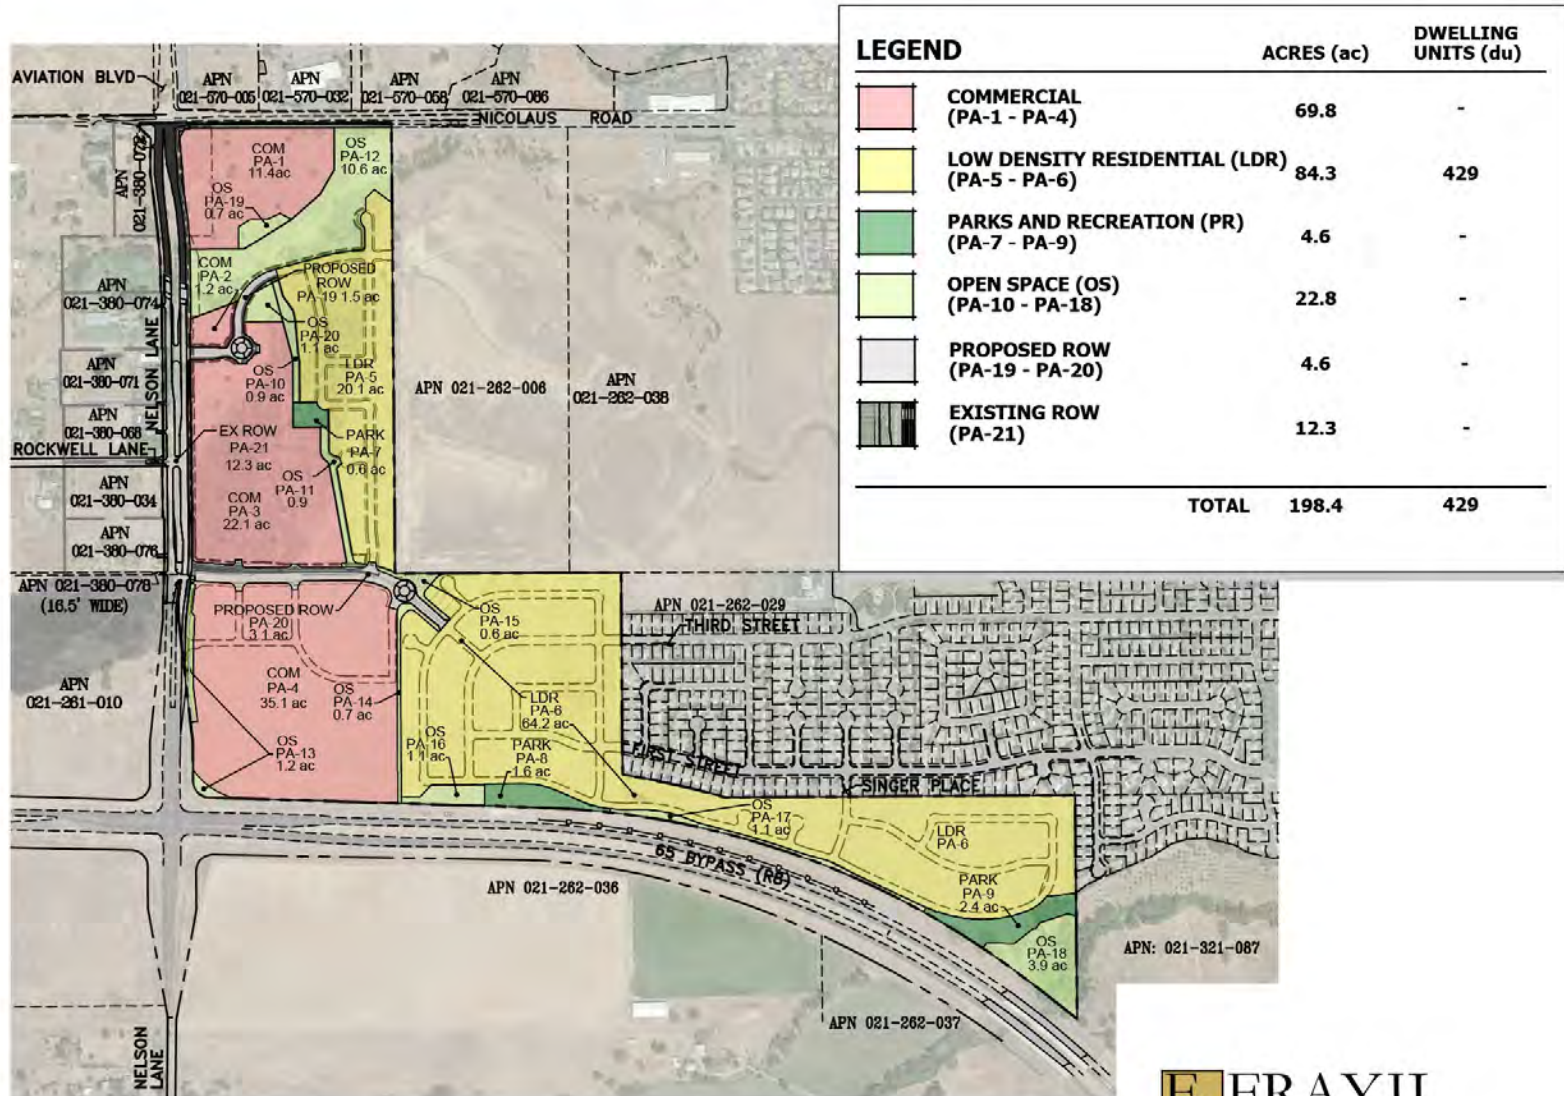 LEGEND ACRES (ac) DWELLING UNITS (du)
COMMERCIAL (PA-1 - PA-4) 69.8 -
LOW DENSITY RESIDENTIAL (LDR) (PA-5 - PA-6) 84.3 429
PARKS AND RECREATION (PR) (PA-7 - PA-9) 4.6 -
OPEN SPACE (OS) (PA-10 - PA-18) 22.8 -
PROPOSED ROW (PA-19 - PA-20) 4.6 -
EXISTING ROW (PA-21) 12.3 -
TOTAL 198.4 429
AVIATION BLVD
APN
021-570-005
APN
021-570-032
APN
021-570-058
APN
021-570-086
NICOLAUS ROAD
APN
021-380-072
COM
PA-1
11.4ac
OS
PA-12
10.6 ac
OS
PA-19
0.7 ac
COM
PA-2
1.2 ac
PROPOSED
ROW
PA-19 1.5 ac
APN
021-380-074
NELSON LANE
OS
PA-20
1.1 ac
APN
021-380-071
OS
PA-10
0.9 ac
LDR
PA-5
20.1 ac
APN 021-262-006
APN
021-262-038
APN
021-380-068
ROCKWELL LANE
EX ROW
PA-21
12.3 ac
PARK
PA-7
0.6 ac
APN
021-380-034
OS
PA-11
0.9
COM
PA-3
22.1 ac
APN
021-380-076
APN 021-380-078
(16.5' WIDE)
PROPOSED ROW
PA-20
3.1 ac
OS
PA-15
0.6 ac
APN 021-262-029
THIRD STREET
APN
021-261-010
COM
PA-4
35.1 ac
OS
PA-14
0.7 ac
LDR
PA-6
64.2 ac
OS
PA-13
1.2 ac
OS
PA-16
1.1 ac
PARK
PA-8
1.6 ac
FIRST STREET
SINGER PLACE
OS
PA-17
1.1 ac
LDR
PA-6
65 BYPASS (RB)
PARK
PA-9
2.4 ac
APN 021-262-036
OS
PA-18
3.9 ac
APN: 021-321-087
APN 021-262-037
NELSON
LANE